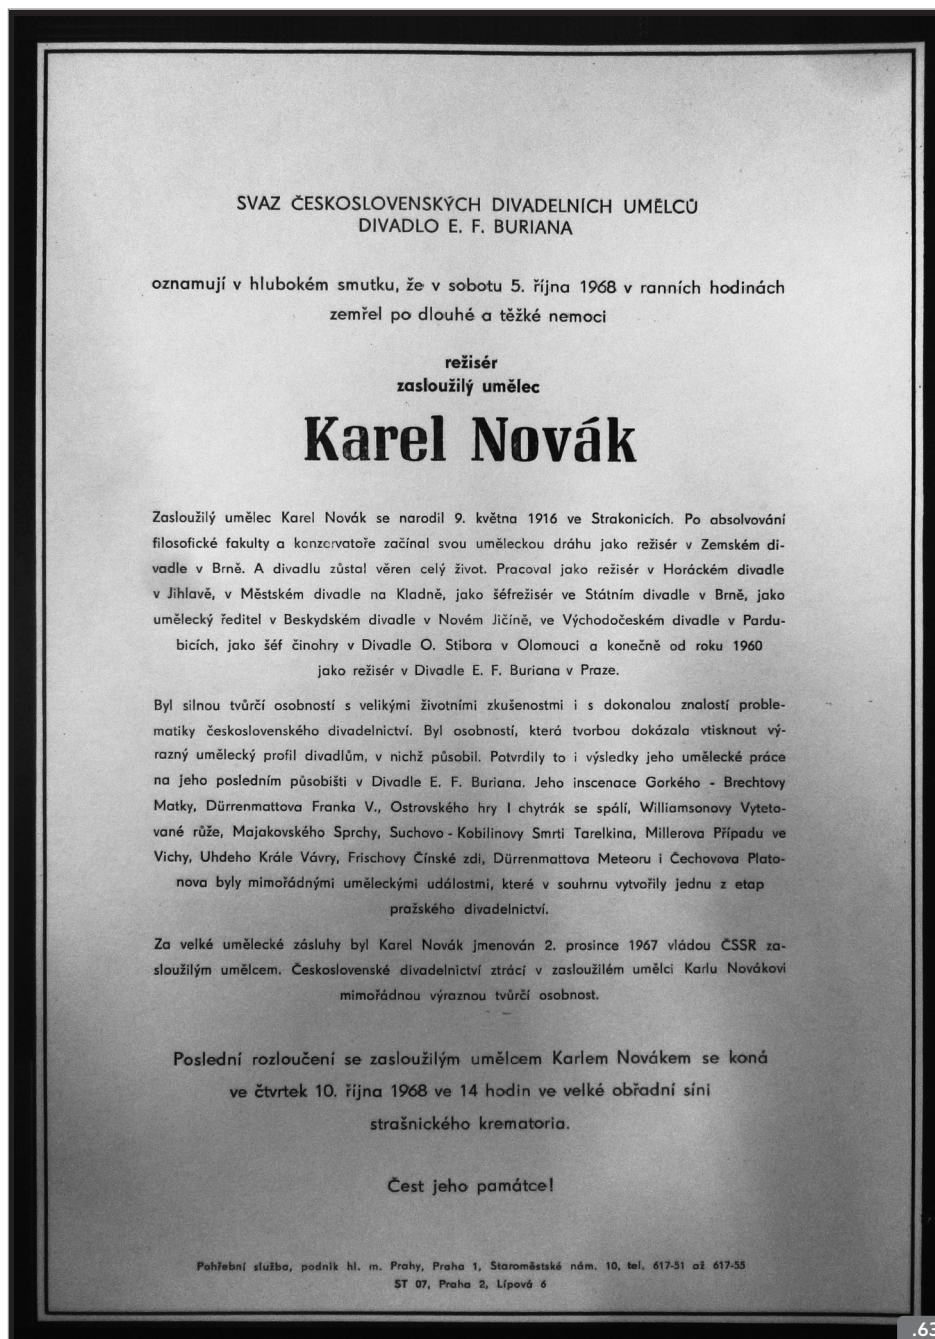 SVAZ ČESKOSLOVENSKÝCH DIVADELNÍCH UMĚLCŮ
DIVADLO E. F. BURIANA
oznamují v hlubokém smutku, že v sobotu 5. října 1968 v ranních hodinách
zemřel po dlouhé a těžké nemoci
režisér
zasloužilý umělec
Karel Novák
Zasloužilý umělec Karel Novák se narodil 9. května 1916 ve Strakonicích. Po absolvování
filosofické fakulty a konzervatoře začínal svou uměleckou dráhu jako režisér v Zemském di-
vadle v Brně. A divadlu zůstal věren celý život. Pracoval jako režisér v Horáckém divadle
v Jihlavě, v Městském divadle na Kladně, jako šéfrežisér ve Státním divadle v Brně, jako
umělecký ředitel v Beskydském divadle v Novém Jičíně, ve Východočeském divadle v Pardu-
bicích, jako šéf činohry v Divadle O. Stibora v Olomouci a konečně od roku 1960
jako režisér v Divadle E. F. Buriana v Praze.
Byl silnou tvůrčí osobností s velikými životními zkušenostmi i s dokonalou znalostí proble-
matiky československého divadelnictví. Byl osobností, která tvorbou dokázala vtisknout vý-
razný umělecký profil divadlům, v nichž působil. Potvrdily to i výsledky jeho umělecké práce
na jeho posledním působišti v Divadle E. F. Buriana. Jeho inscenace Gorkého - Brechtovy
Matky, Dürrenmattova Franka V., Ostrovského hry I chytrák se spálí, Williamsonovy Vyteto-
vané růže, Majakovského Sprchy, Suchovo - Kobilinovy Smrti Tarelkina, Millerova Případu ve
Vichy, Uhdeho Krále Vávry, Frischovy Čínské zdi, Dürrenmattova Meteoru i Čechovova Plato-
nova byly mimořádnými uměleckými událostmi, které v souhrnu vytvořily jednu z etap
pražského divadelnictví.
Za velké umělecké zásluhy byl Karel Novák jmenován 2. prosince 1967 vládou ČSSR za-
sloužilým umělcem. Československé divadelnictví ztrácí v zasloužilém umělci Karlu Novákovi
mimořádnou výraznou tvůrčí osobnost.
Poslední rozloučení se zasloužilým umělcem Karlem Novákem se koná
ve čtvrtek 10. října 1968 ve 14 hodin ve velké obřadní síni
strašnického krematoria.
Čest jeho památce!
Pohřební služba, podnik hl. m. Prahy, Praha 1, Staroměstské nám. 10, tel. 617-51 až 617-55
ST 07, Praha 2, Lípová 6